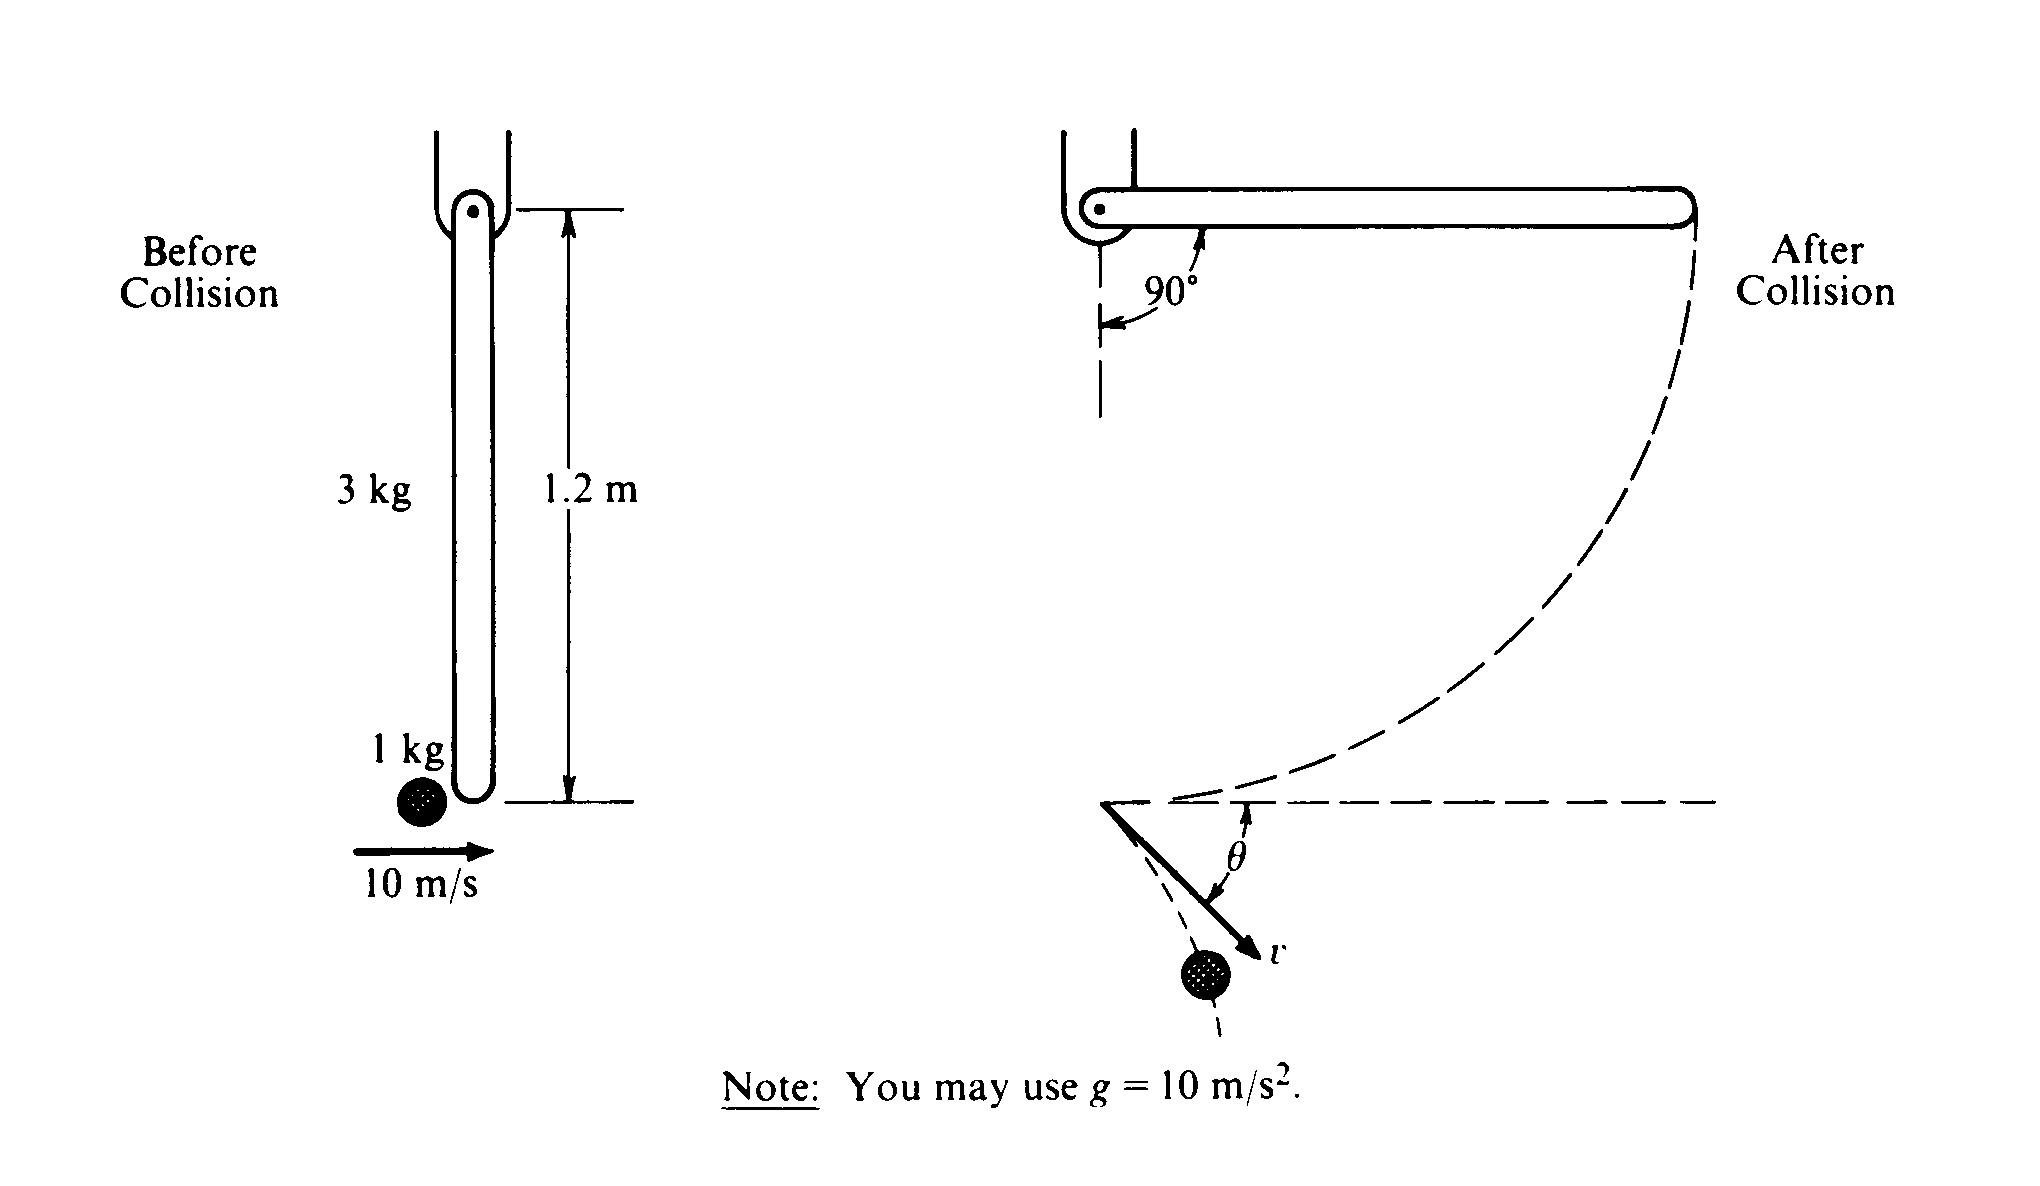 Before
Collision
After
Collision
90°
3 kg
1.2 m
1 kg
10 m/s
θ
v
Note: You may use g = 10 m/s².